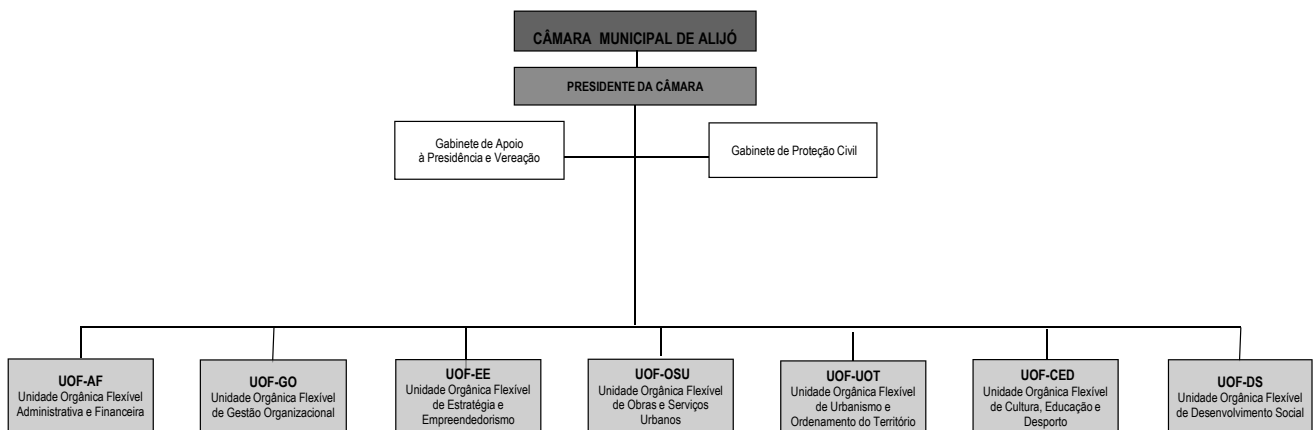 CÂMARA MUNICIPAL DE ALIJÓ
PRESIDENTE DA CÂMARA
Gabinete de Apoio
à Presidência e Vereação
Gabinete de Proteção Civil
UOF-AF
Unidade Orgânica Flexível
Administrativa e Financeira
UOF-GO
Unidade Orgânica Flexível
de Gestão Organizacional
UOF-EE
Unidade Orgânica Flexível
de Estratégia e
Empreendedorismo
UOF-OSU
Unidade Orgânica Flexível
de Obras e Serviços
Urbanos
UOF-UOT
Unidade Orgânica Flexível
de Urbanismo e
Ordenamento do Território
UOF-CED
Unidade Orgânica Flexível
de Cultura, Educação e
Desporto
UOF-DS
Unidade Orgânica Flexível
de Desenvolvimento Social